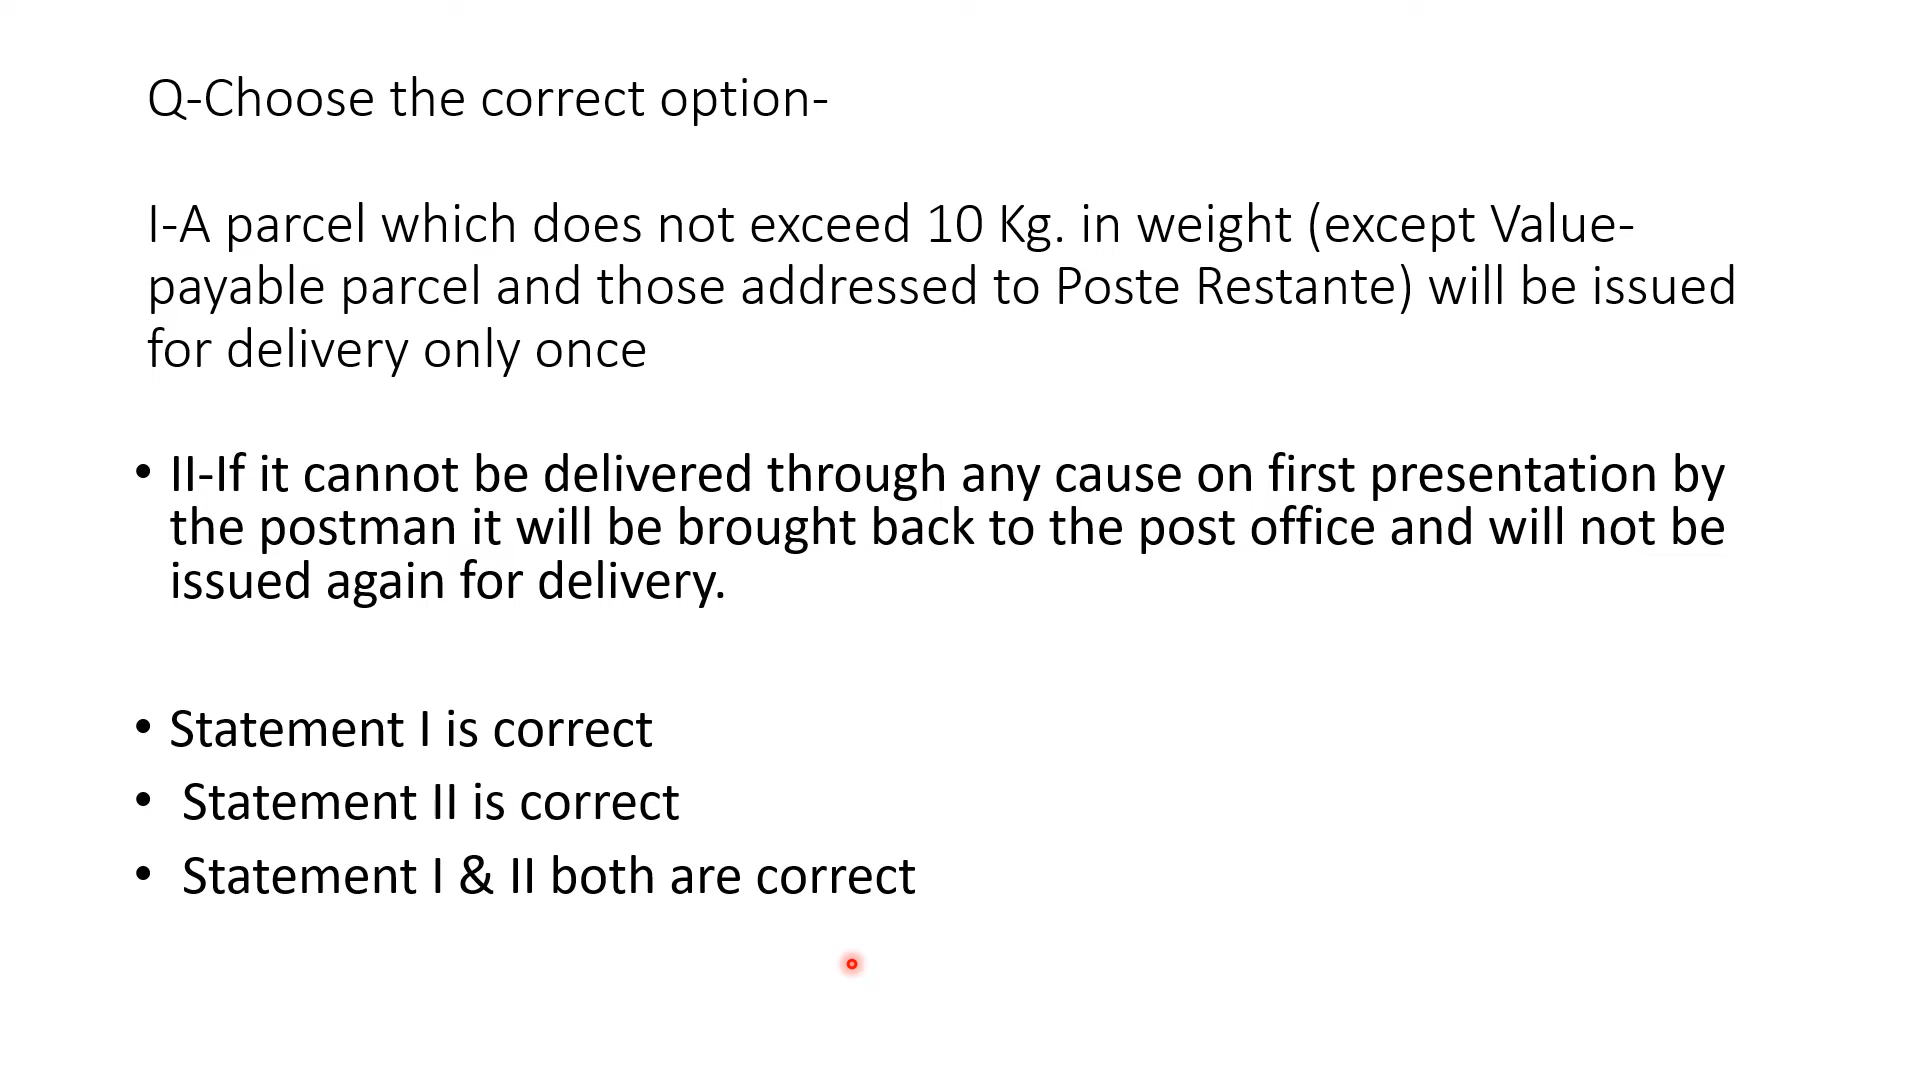 Q-Choose the correct option-
I-A parcel which does not exceed 10 Kg. in weight (except Value-
payable parcel and those addressed to Poste Restante) will be issued
for delivery only once
• II-If it cannot be delivered through any cause on first presentation by
the postman it will be brought back to the post office and will not be
issued again for delivery.
• Statement I is correct
• Statement II is correct
• Statement I & II both are correct